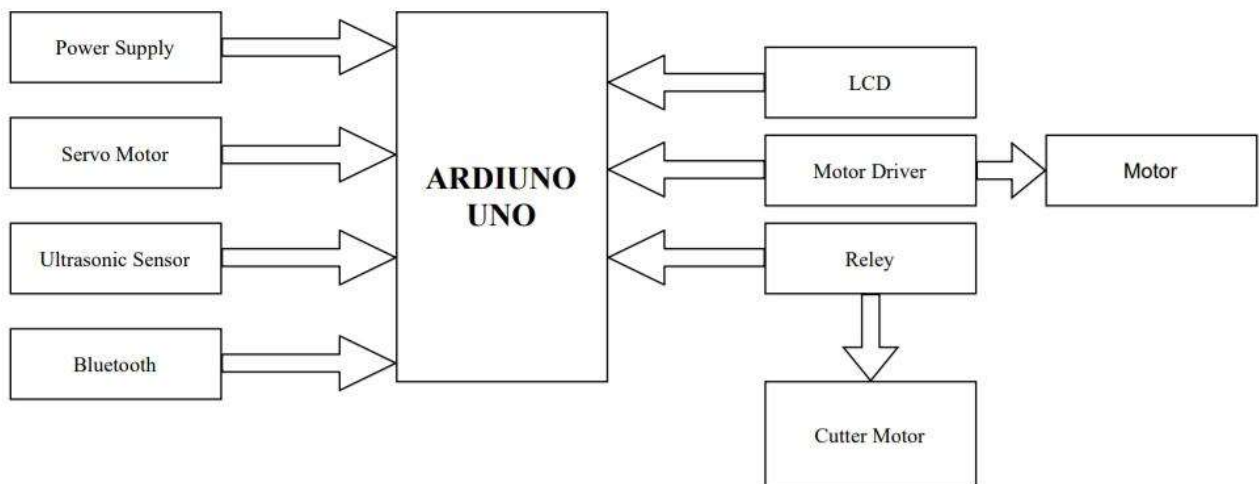 Power Supply
Servo Motor
Ultrasonic Sensor
Bluetooth
ARDIUNO
UNO
LCD
Motor Driver
Motor
Reley
Cutter Motor